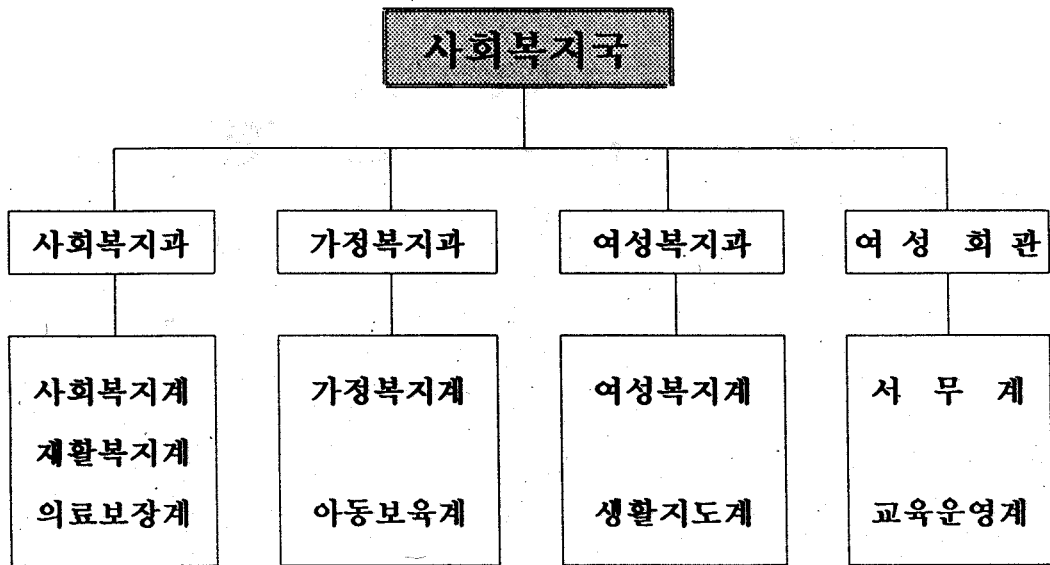 사회복지국
사회복지과 가정복지과 여성복지과 여 성 회 관
사회복지계 가정복지계 여성복지계 서 무 계
재활복지계
의료보장계 아동보육계 생활지도계 교육운영계